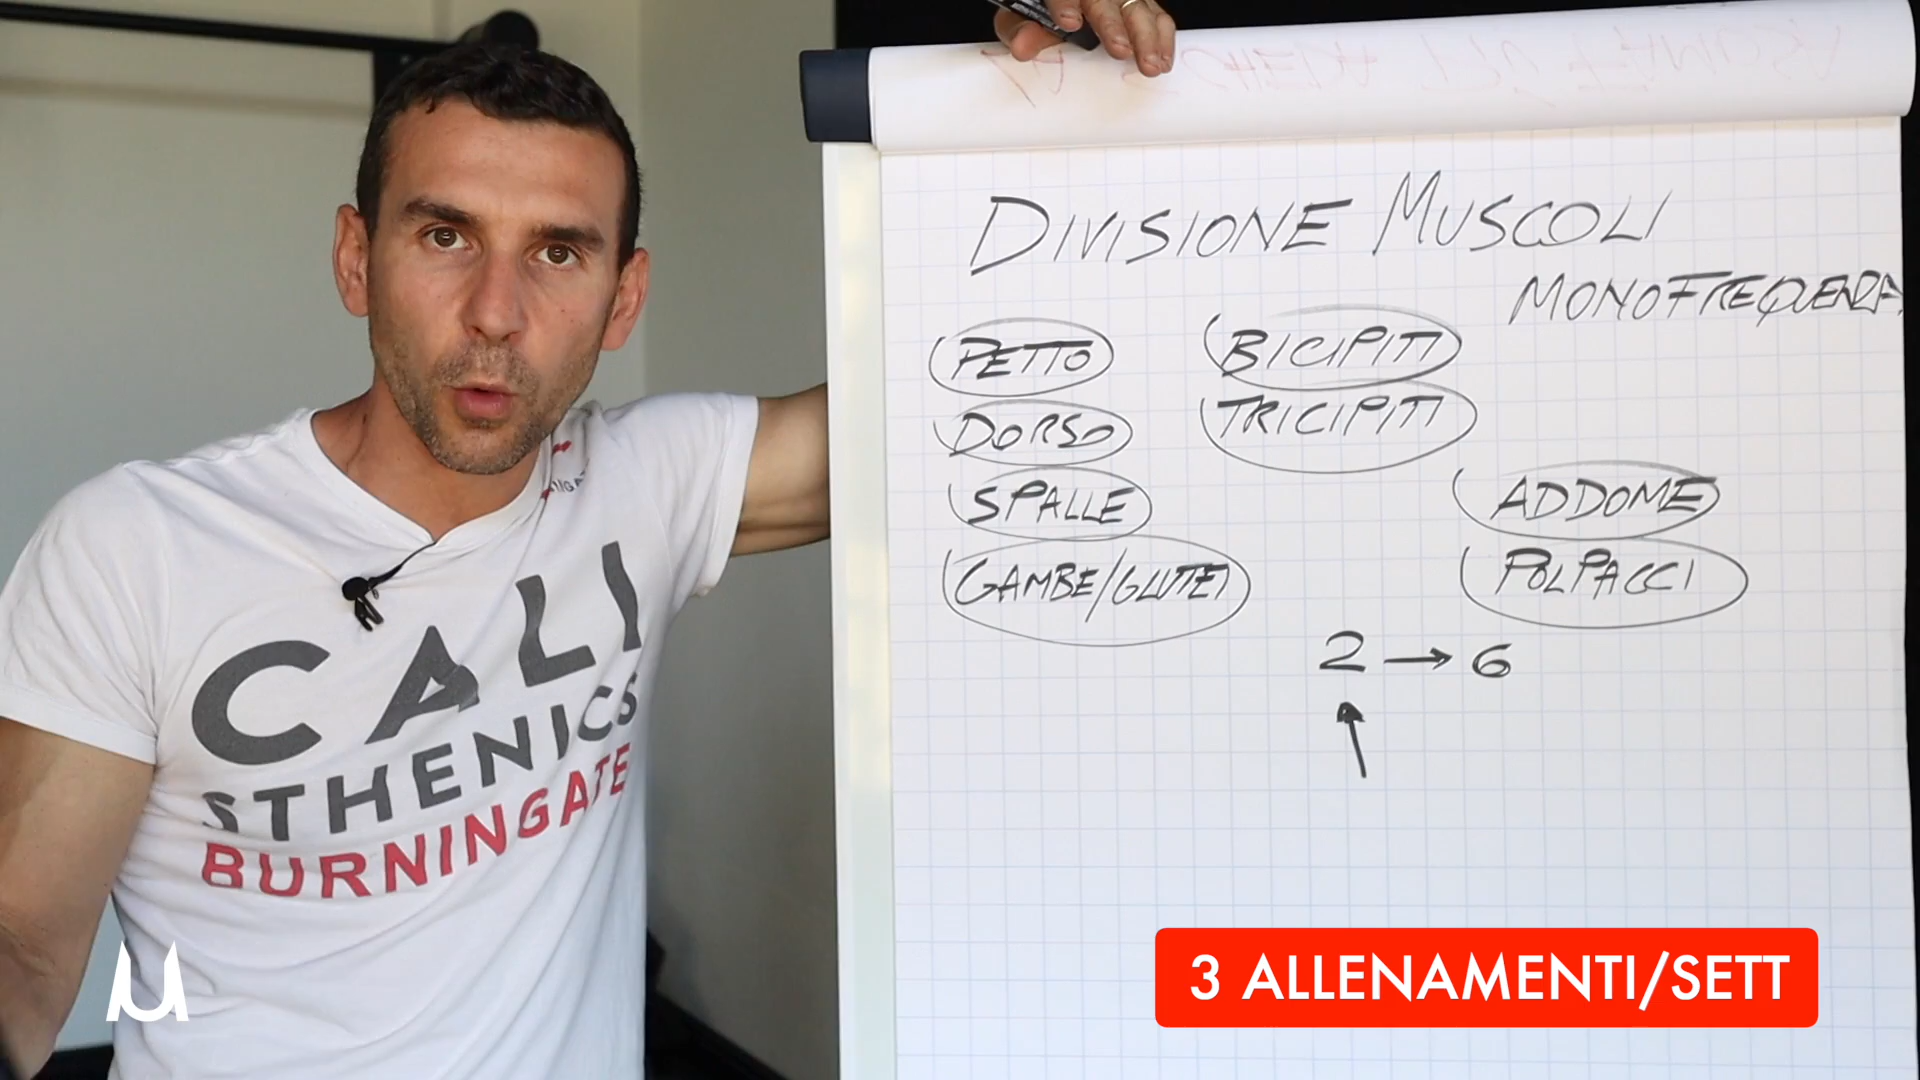 DIVISIONE MUSCOLI
MONOFREQUENZA
PETTO
BICIPITI
DORSO
TRICIPITI
SPALLE
ADDOME
GAMBE/GLUTEI
POLPACCI
2 → 6
CALI
STHENICS
BURNINGATE
3 ALLENAMENTI/SETT